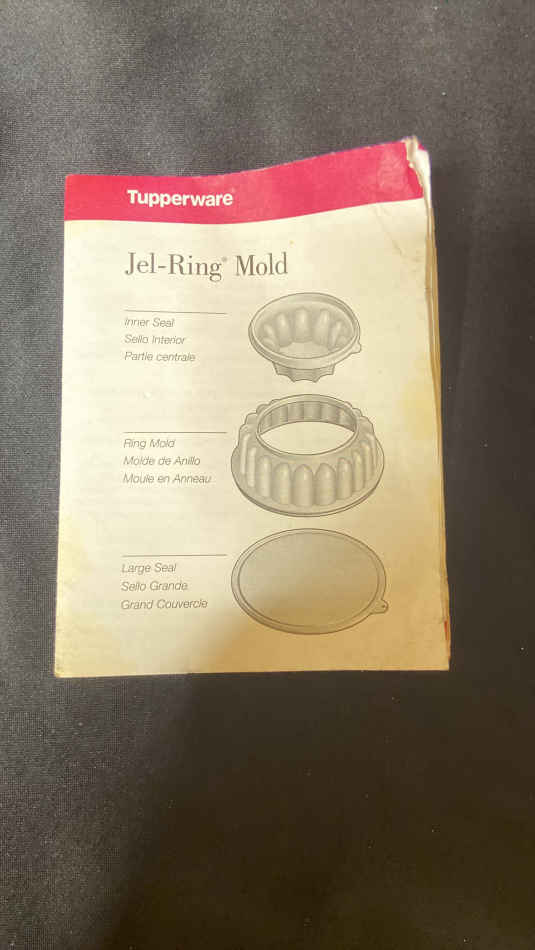 Tupperware®
Jel-Ring® Mold
Inner Seal
Sello Interior
Partie centrale
Ring Mold
Molde de Anillo
Moule en Anneau
Large Seal
Sello Grande.
Grand Couvercle